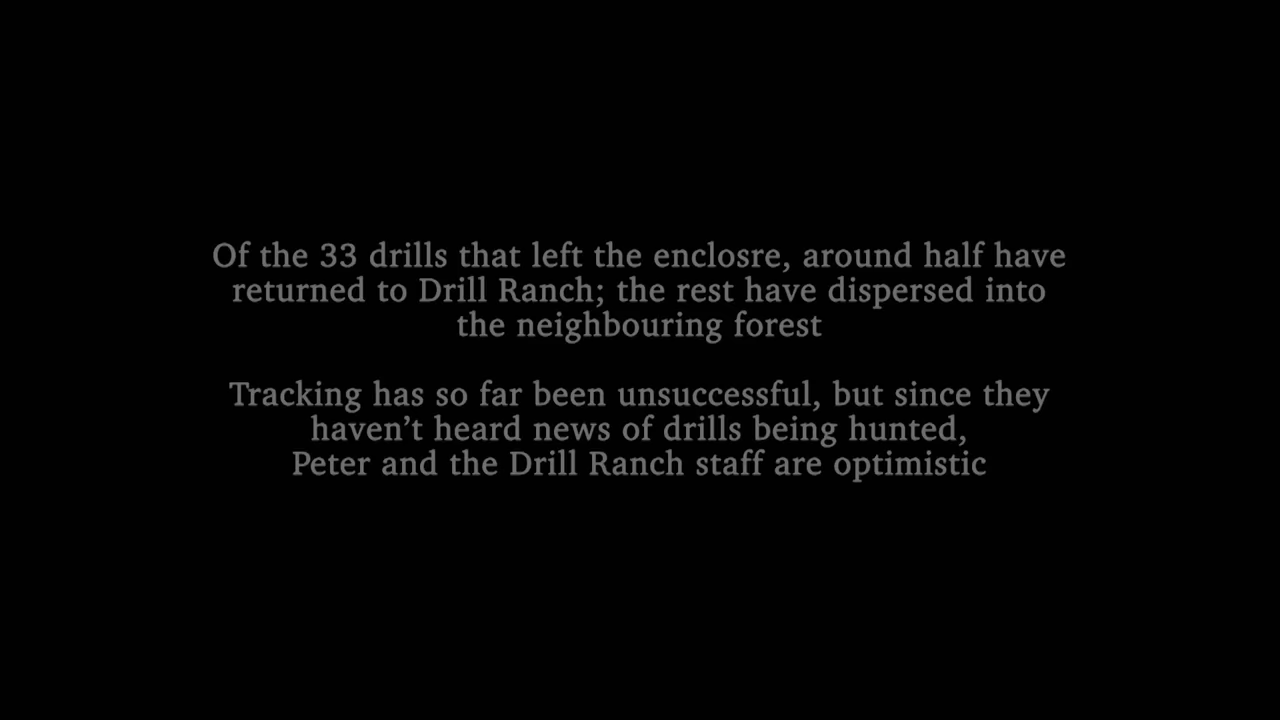 Of the 33 drills that left the enclosre, around half have
returned to Drill Ranch; the rest have dispersed into
the neighbouring forest
Tracking has so far been unsuccessful, but since they
haven’t heard news of drills being hunted,
Peter and the Drill Ranch staff are optimistic